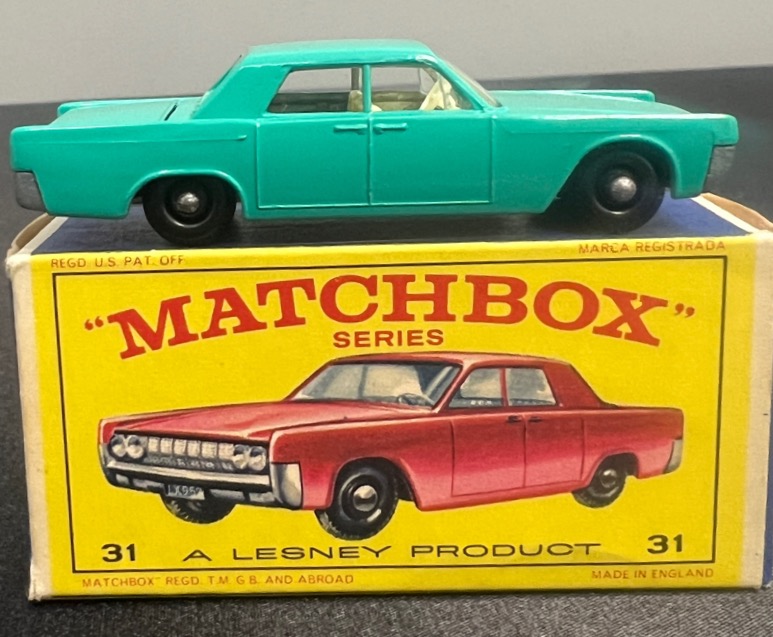 REGD. U.S. PAT. OFF. MARCA REGISTRADA
"MATCHBOX"
SERIES
31 A LESNEY PRODUCT 31
MATCHBOX" REGD. T.M. G.B. AND ABROAD MADE IN ENGLAND